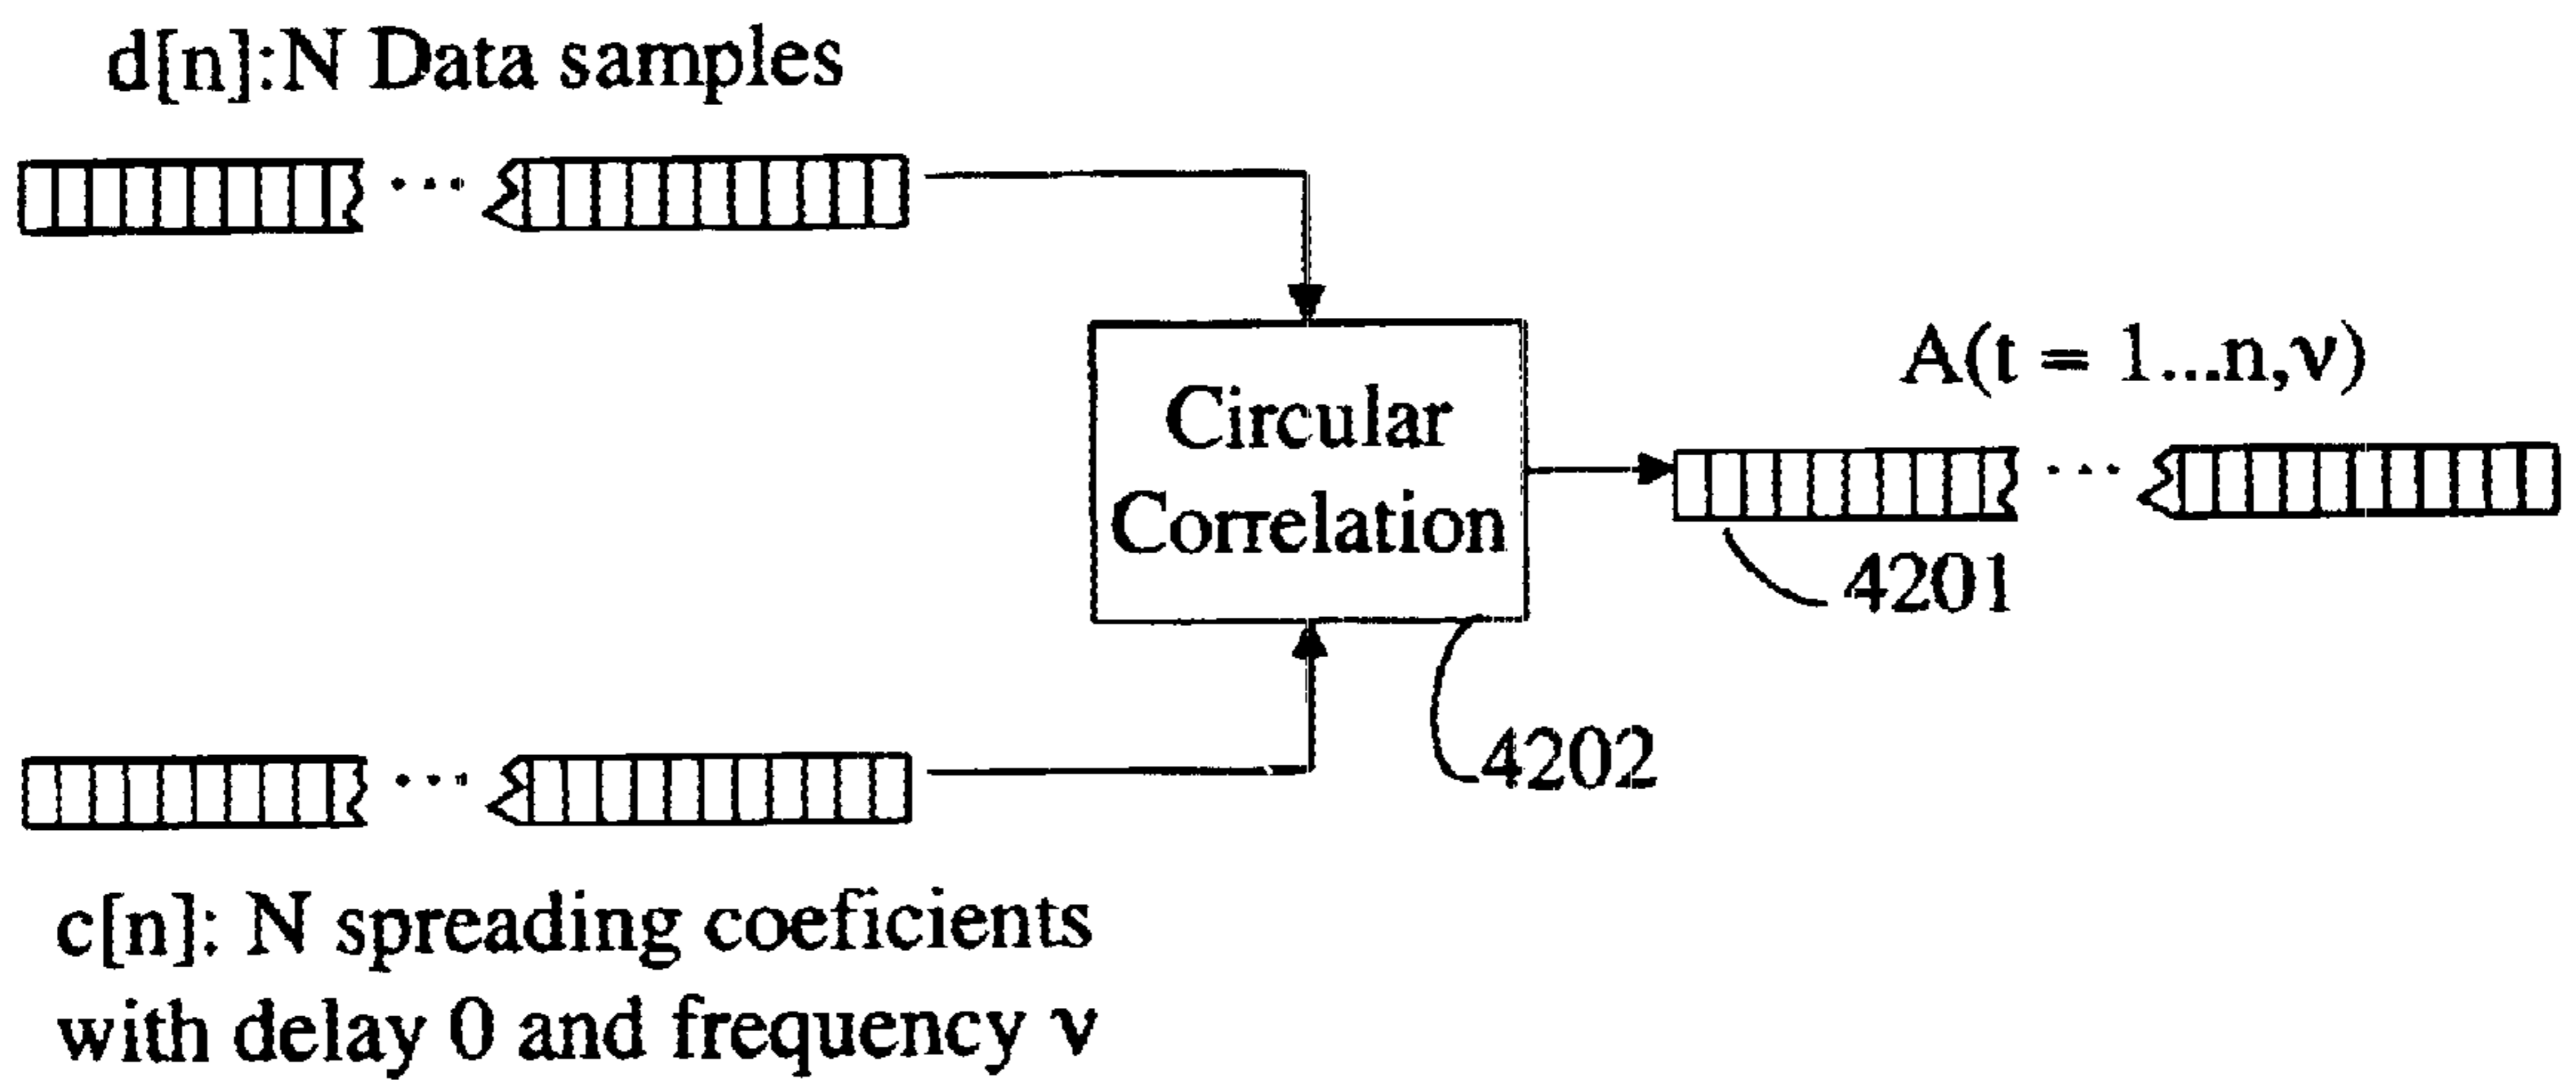 d[n]:N Data samples
Circular
Correlation
A(t = 1...n,ν)
4201
4202
c[n]: N spreading coeficients
with delay 0 and frequency ν